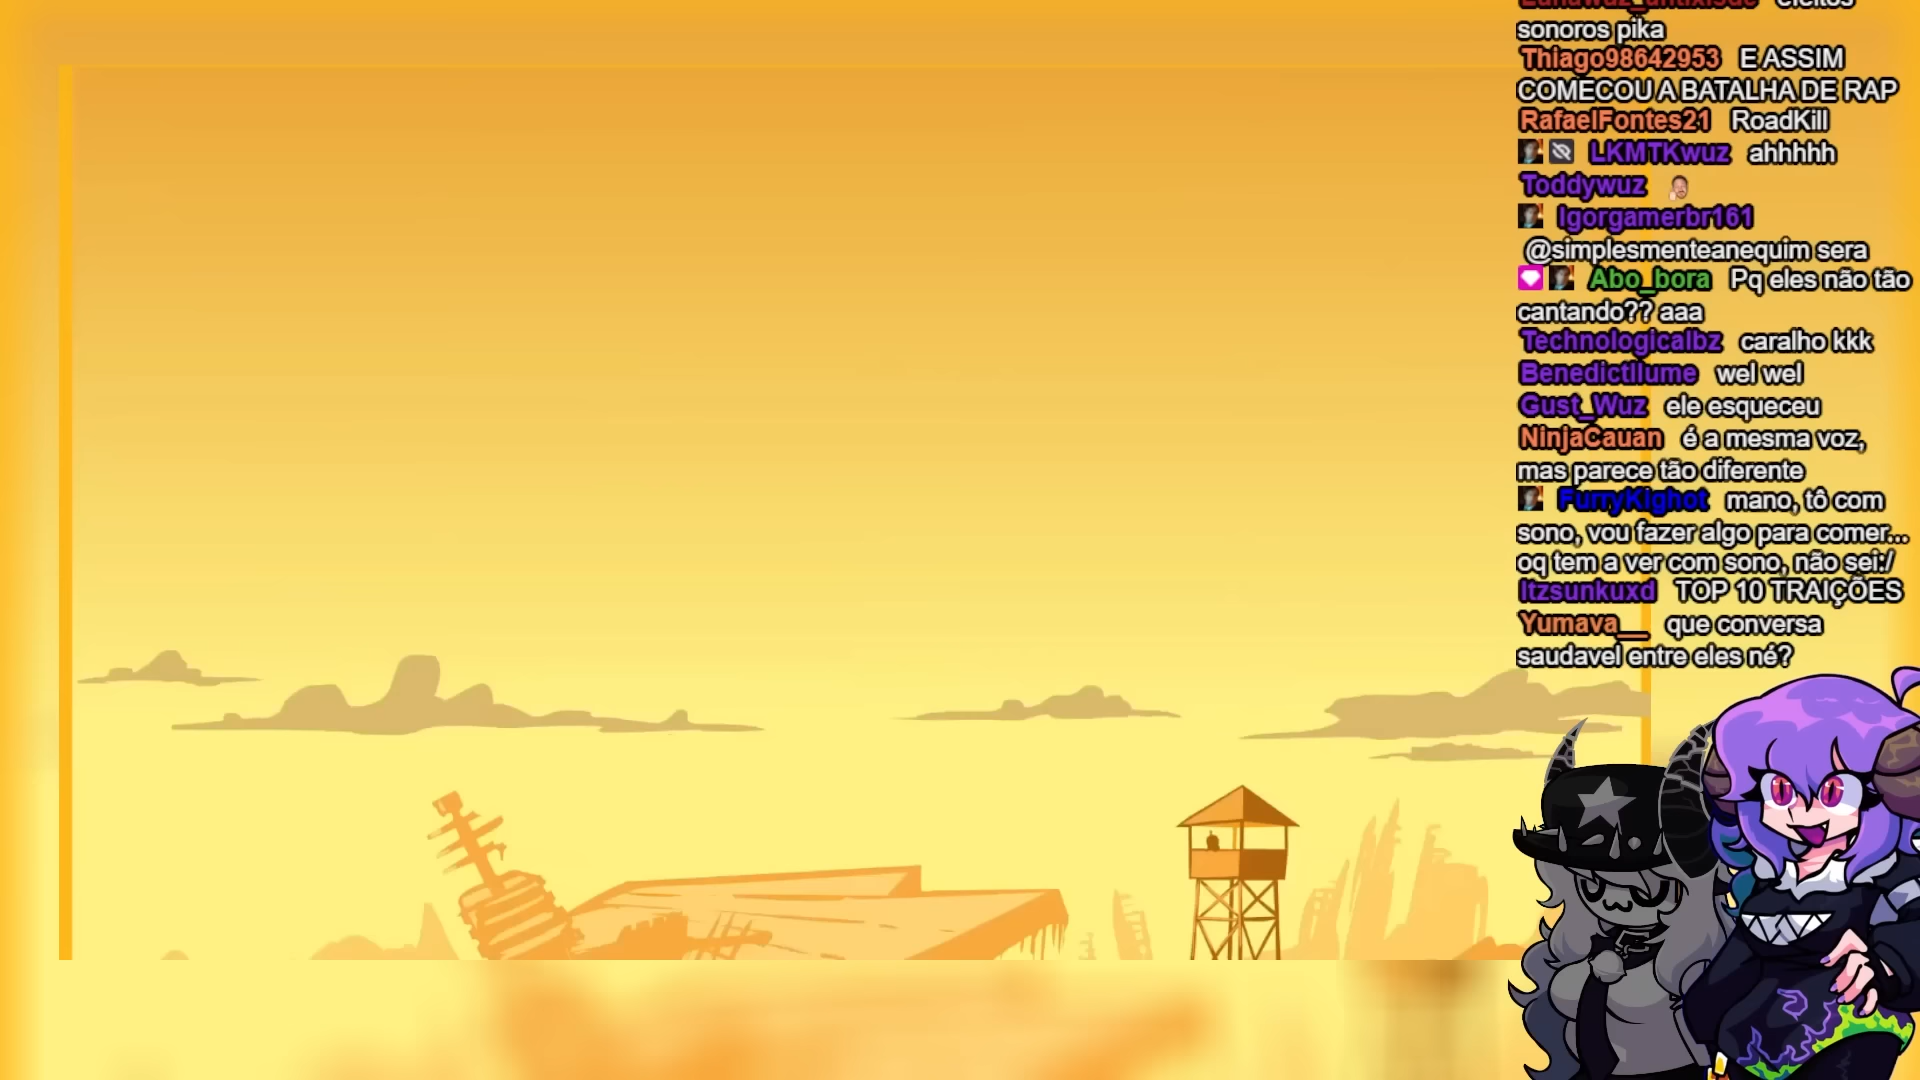 efeitos
sonoros pika
Thiago98642953 E ASSIM
COMECOU A BATALHA DE RAP
RafaelFontes21 RoadKill
LKMTKwuz ahhhhh
Toddywuz
Igorgamerbr161
@simplesmenteanequim sera
Abo_bora Pq eles não tão
cantando?? aaa
Technologicalbz caralho kkk
Benedictllume wel wel
Gust_Wuz ele esqueceu
NinjaCauan é a mesma voz,
mas parece tão diferente
FurryKighot mano, tô com
sono, vou fazer algo para comer...
oq tem a ver com sono, não sei:/
Itzsunkuxd TOP 10 TRAIÇÕES
Yumava__ que conversa
saudavel entre eles né?